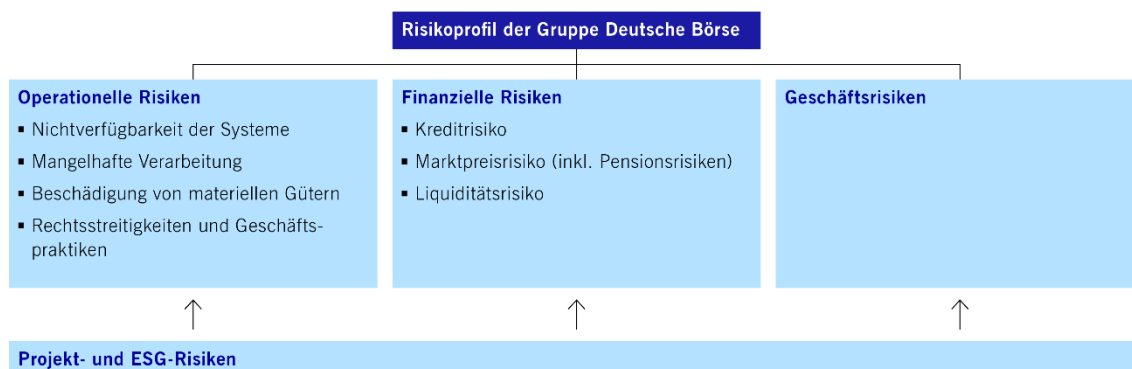 Risikoprofil der Gruppe Deutsche Börse
Operationelle Risiken
▪ Nichtverfügbarkeit der Systeme
▪ Mangelhafte Verarbeitung
▪ Beschädigung von materiellen Gütern
▪ Rechtsstreitigkeiten und Geschäfts-
praktiken
Finanzielle Risiken
▪ Kreditrisiko
▪ Marktpreisrisiko (inkl. Pensionsrisiken)
▪ Liquiditätsrisiko
Geschäftsrisiken
Projekt- und ESG-Risiken